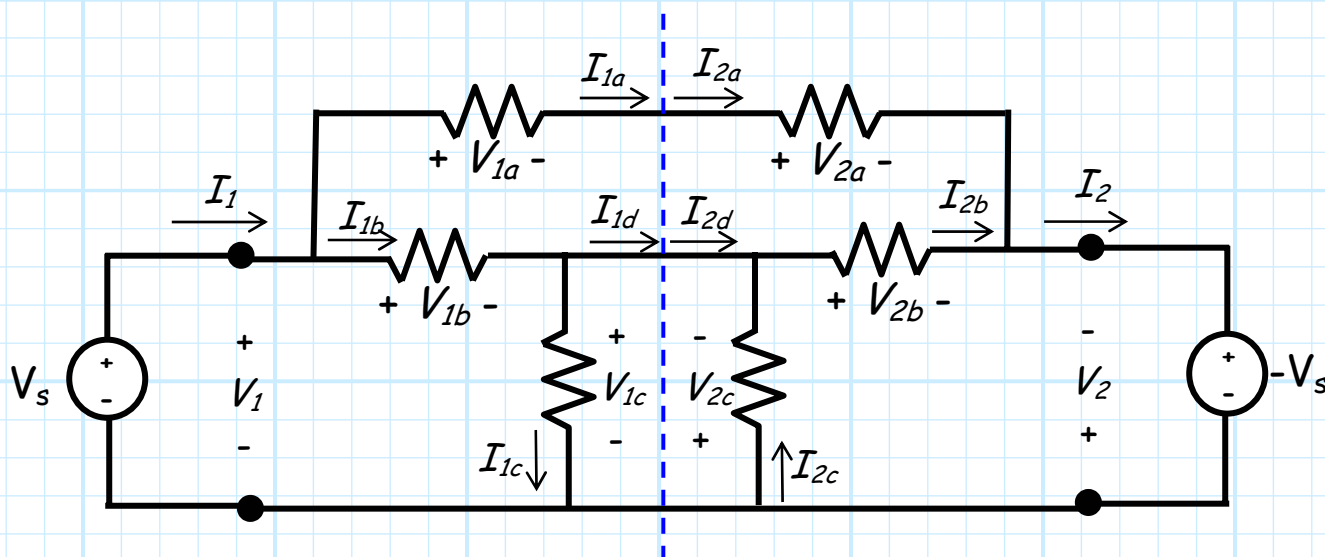 I1a I2a
+ V1a - + V2a -
I1 I1b I1d I2d I2b I2
+ V1b - + V2b -
+ + - -
Vs + - V1 V1c V2c V2 + - -Vs
- - + +
I1c I2c